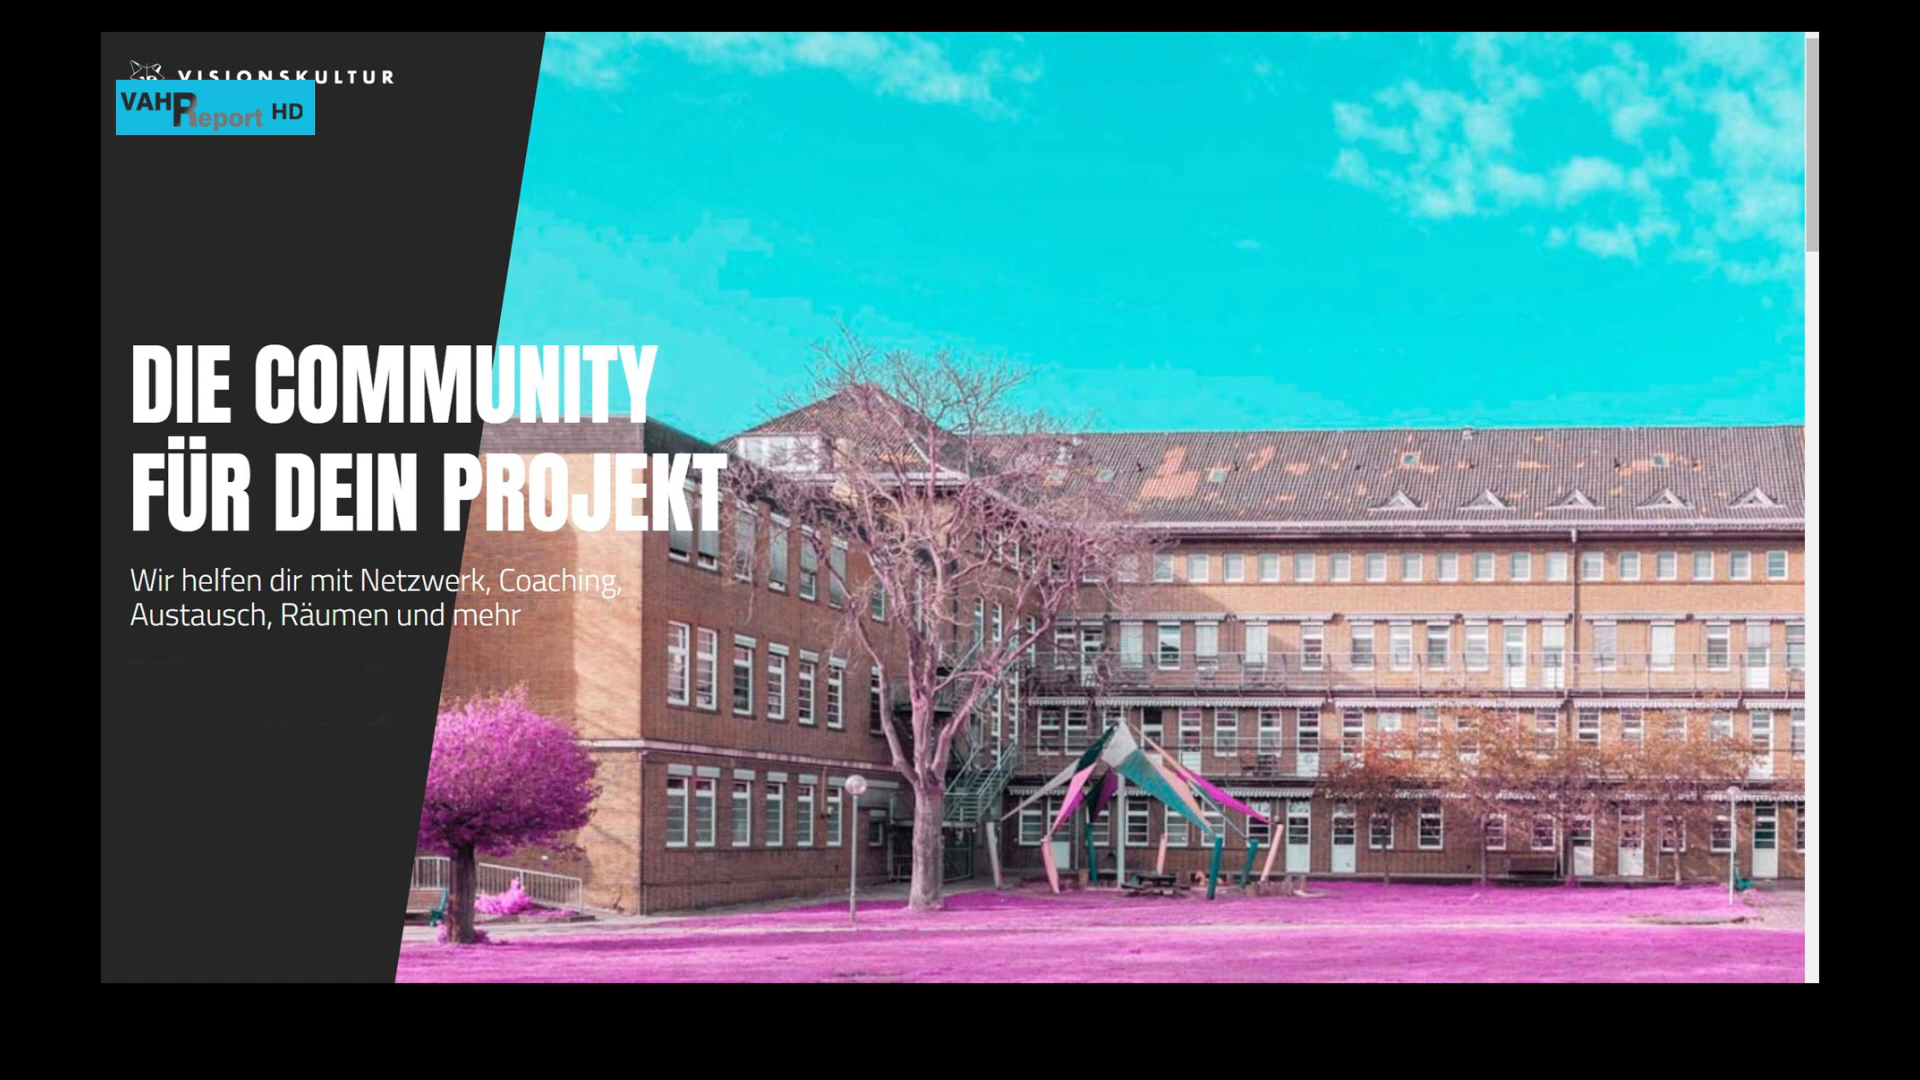 VISIONSKULTUR
VAHReport HD
DIE COMMUNITY
FÜR DEIN PROJEKT
Wir helfen dir mit Netzwerk, Coaching,
Austausch, Räumen und mehr